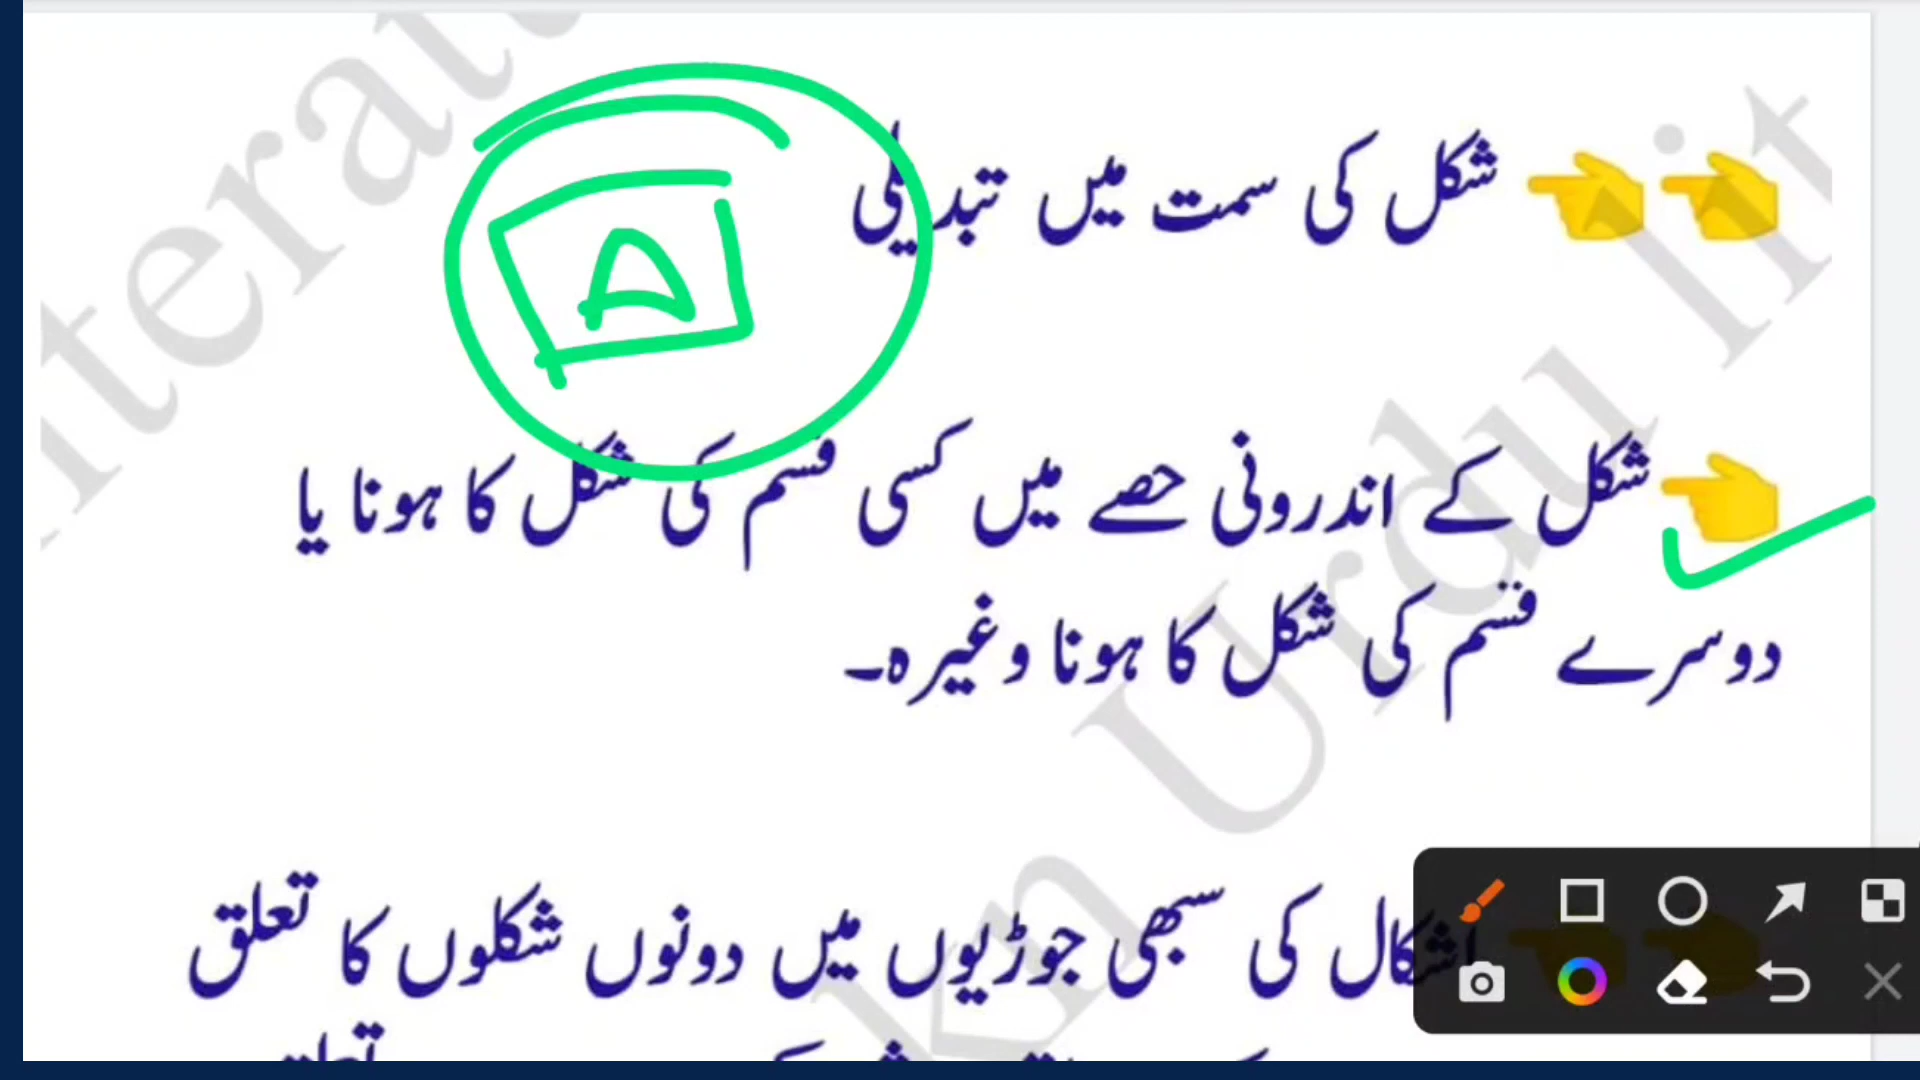 شکل کی سمت میں تبدیلی
A
شکل کے اندرونی حصے میں کسی قسم کی شکل کا ہونا یا
دوسرے قسم کی شکل کا ہونا وغیرہ۔
اشکال کی سبھی جوڑیوں میں دونوں شکلوں کا تعلق